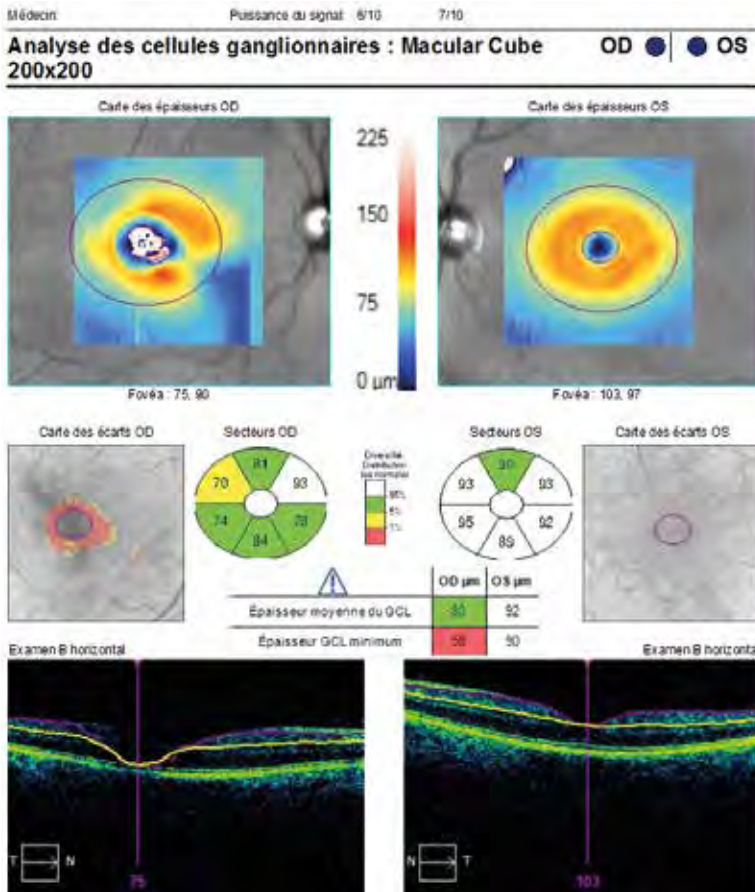 Médecin: Puissance du signal: 6/10 7/10
Analyse des cellules ganglionnaires : Macular Cube 200x200 OD OS
Carte des épaisseurs OD
Carte des épaisseurs OS
225
150
75
0 µm
Fovéa : 75, 90
Fovéa : 103, 97
Carte des écarts OD
Secteurs OD
Secteurs OS
Carte des écarts OS
81
93
78
84
74
70
95%
5%
1%
93
93
92
89
95
OD µm OS µm
Épaisseur moyenne du GCL 80 92
Épaisseur GCL minimum 58 90
Examen B horizontal
Examen B horizontal
T N
75
N T
103